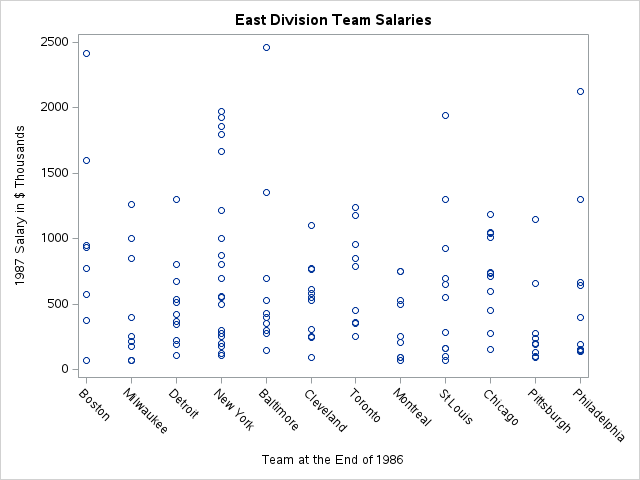 East Division Team Salaries
1987 Salary in $ Thousands
2500
2000
1500
1000
500
0
Boston
Milwaukee
Detroit
New York
Baltimore
Cleveland
Toronto
Montreal
St Louis
Chicago
Pittsburgh
Philadelphia
Team at the End of 1986